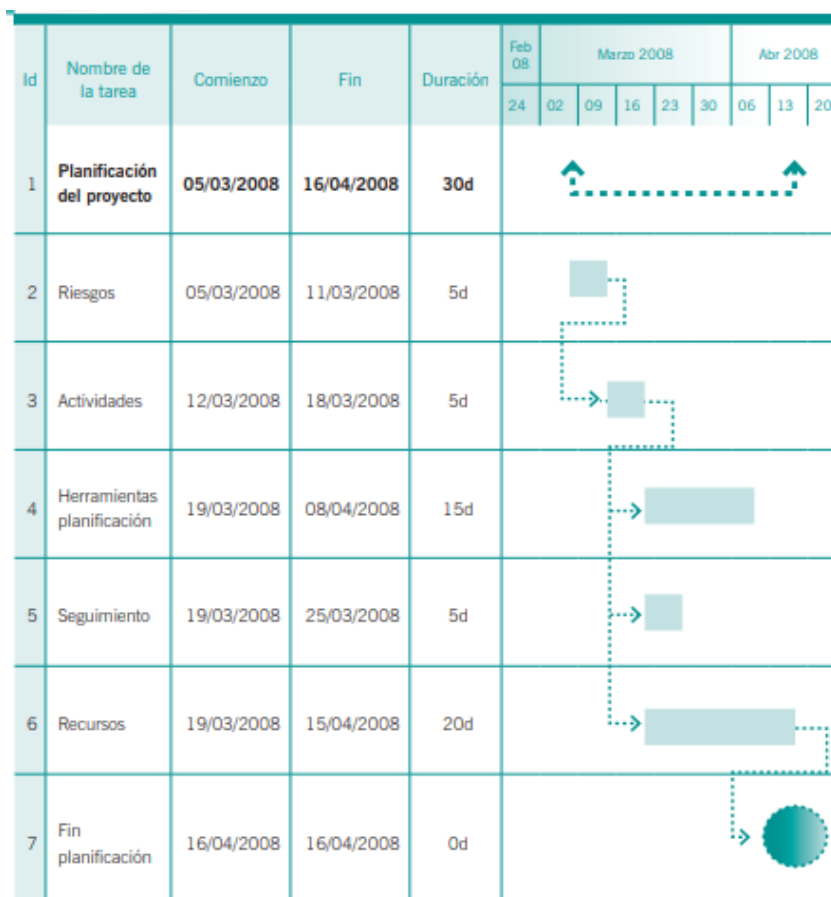 Id
Nombre de
la tarea
Comienzo
Fin
Duración
Feb
08
Marzo 2008
Abr 2008
24 02 09 16 23 30 06 13 20
1 Planificación
del proyecto
05/03/2008 16/04/2008 30d
2 Riesgos 05/03/2008 11/03/2008 5d
3 Actividades 12/03/2008 18/03/2008 5d
4 Herramientas
planificación
19/03/2008 08/04/2008 15d
5 Seguimiento 19/03/2008 25/03/2008 5d
6 Recursos 19/03/2008 15/04/2008 20d
7 Fin
planificación
16/04/2008 16/04/2008 0d